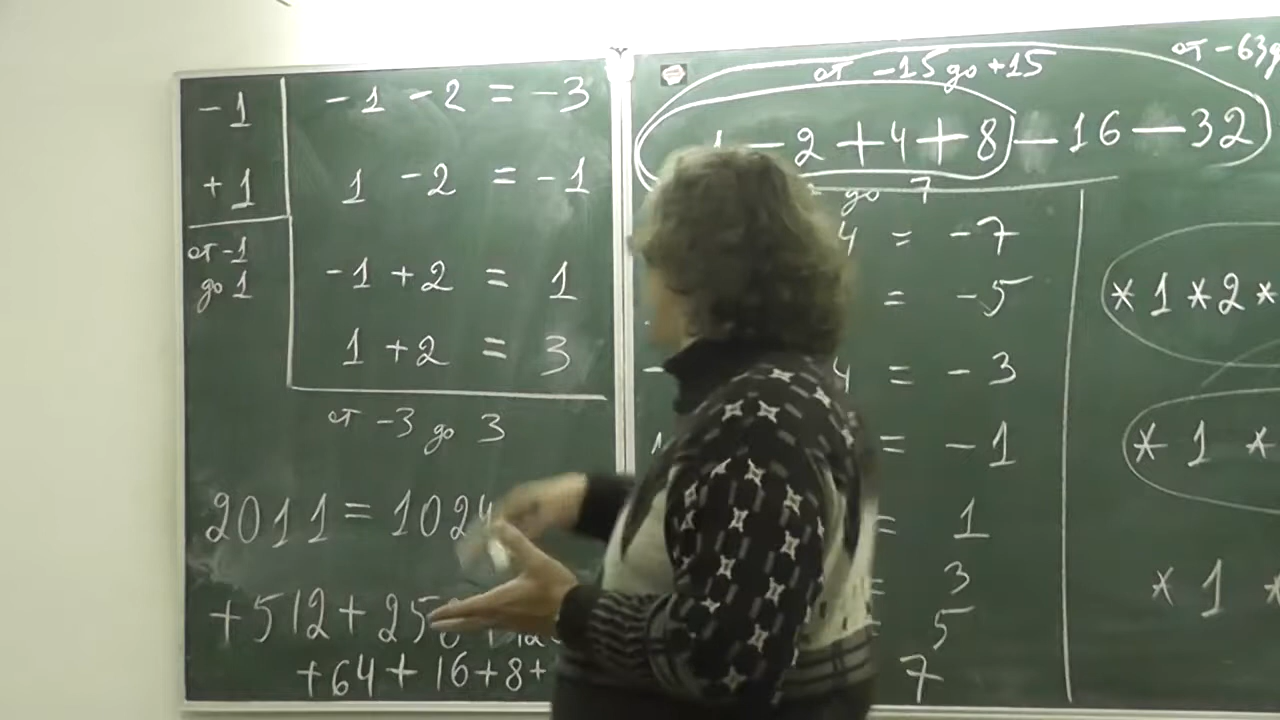 -1
+1
от -1
до 1
-1 -2 = -3
1 -2 = -1
-1 +2 = 1
1 +2 = 3
от -3 до 3
2011 = 1024
+512+25
+64+16+8+
от -15 до +15
от -63
-2+4+8-16-32
до 7
4 = -7
= -5
4 = -3
= -1
= 1
= 3
5
7
*1*2*
*1*
*1*